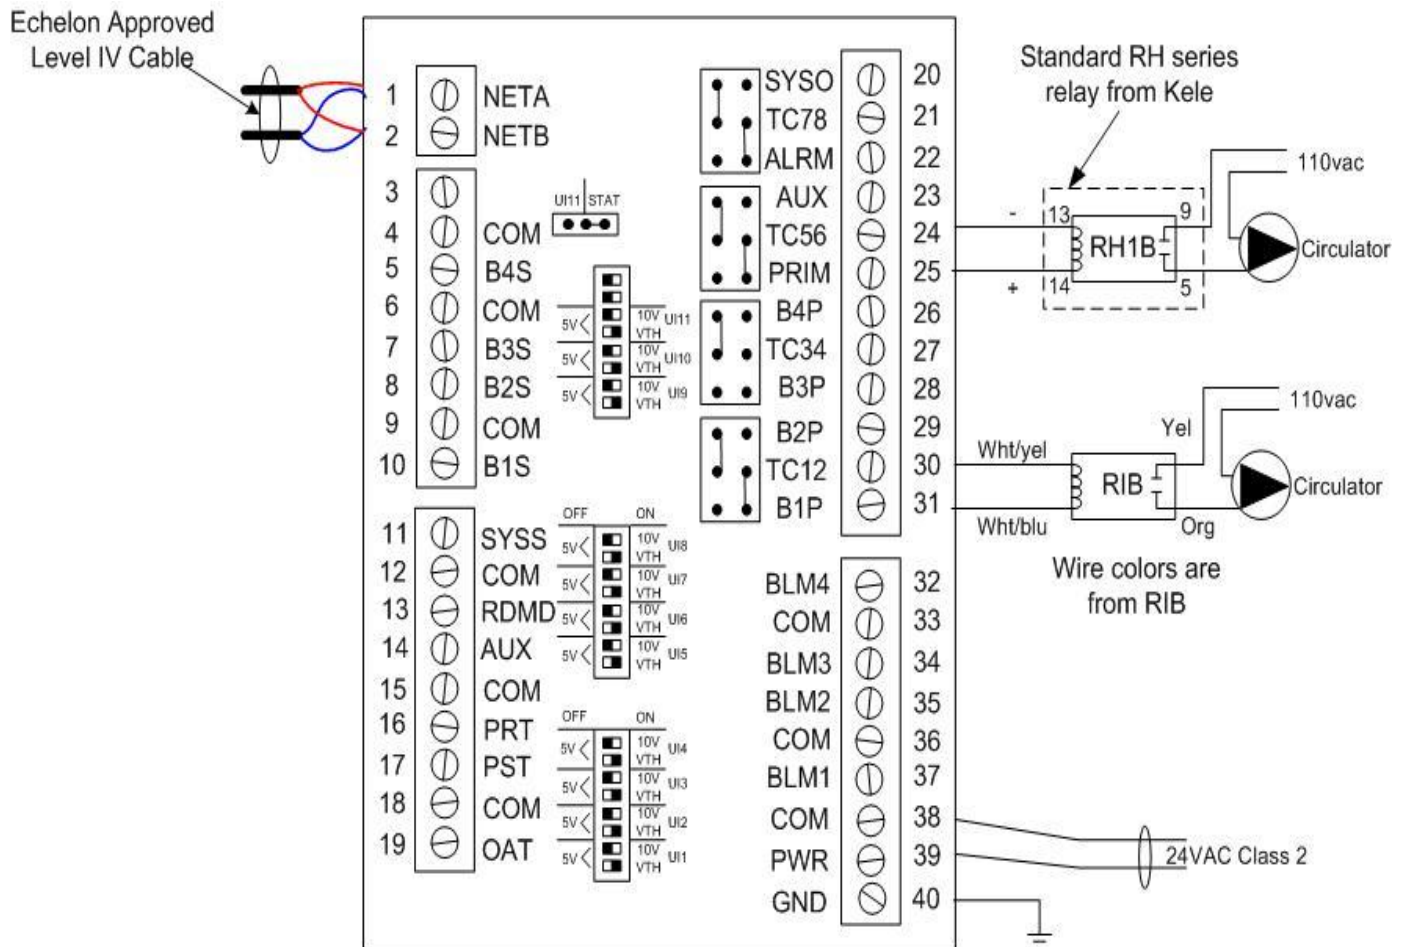 Echelon Approved
Level IV Cable
1 NETA
2 NETB
3
4 COM
5 B4S
6 COM
7 B3S
8 B2S
9 COM
10 B1S
11 SYSS
12 COM
13 RDMD
14 AUX
15 COM
16 PRT
17 PST
18 COM
19 OAT
UI11 STAT
5V 10V UI11
VTH
5V 10V UI10
VTH
5V 10V UI9
VTH
OFF ON
5V 10V UI8
VTH
5V 10V UI7
VTH
5V 10V UI6
VTH
5V 10V UI5
VTH
OFF ON
5V 10V UI4
VTH
5V 10V UI3
VTH
5V 10V UI2
VTH
5V 10V UI1
VTH
SYSO 20
TC78 21
ALRM 22
AUX 23
TC56 24
PRIM 25
B4P 26
TC34 27
B3P 28
B2P 29
TC12 30
B1P 31
BLM4 32
COM 33
BLM3 34
BLM2 35
COM 36
BLM1 37
COM 38
PWR 39
GND 40
Standard RH series
relay from Kele
110vac
- 13 9
RH1B
Circulator
+ 14 5
110vac
Yel
Wht/yel
RIB
Circulator
Wht/blu Org
Wire colors are
from RIB
24VAC Class 2